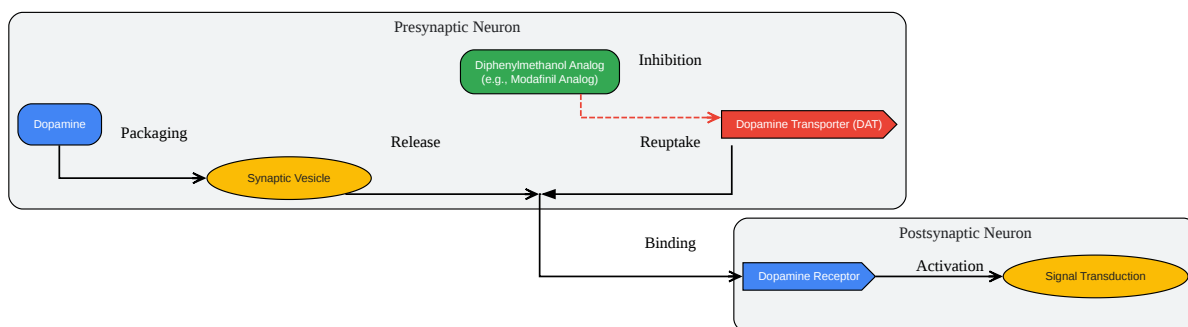 Presynaptic Neuron
Diphenylmethanol Analog
(e.g., Modafinil Analog)
Inhibition
Dopamine
Packaging
Dopamine Transporter (DAT)
Release
Reuptake
Synaptic Vesicle
Postsynaptic Neuron
Binding
Dopamine Receptor
Activation
Signal Transduction